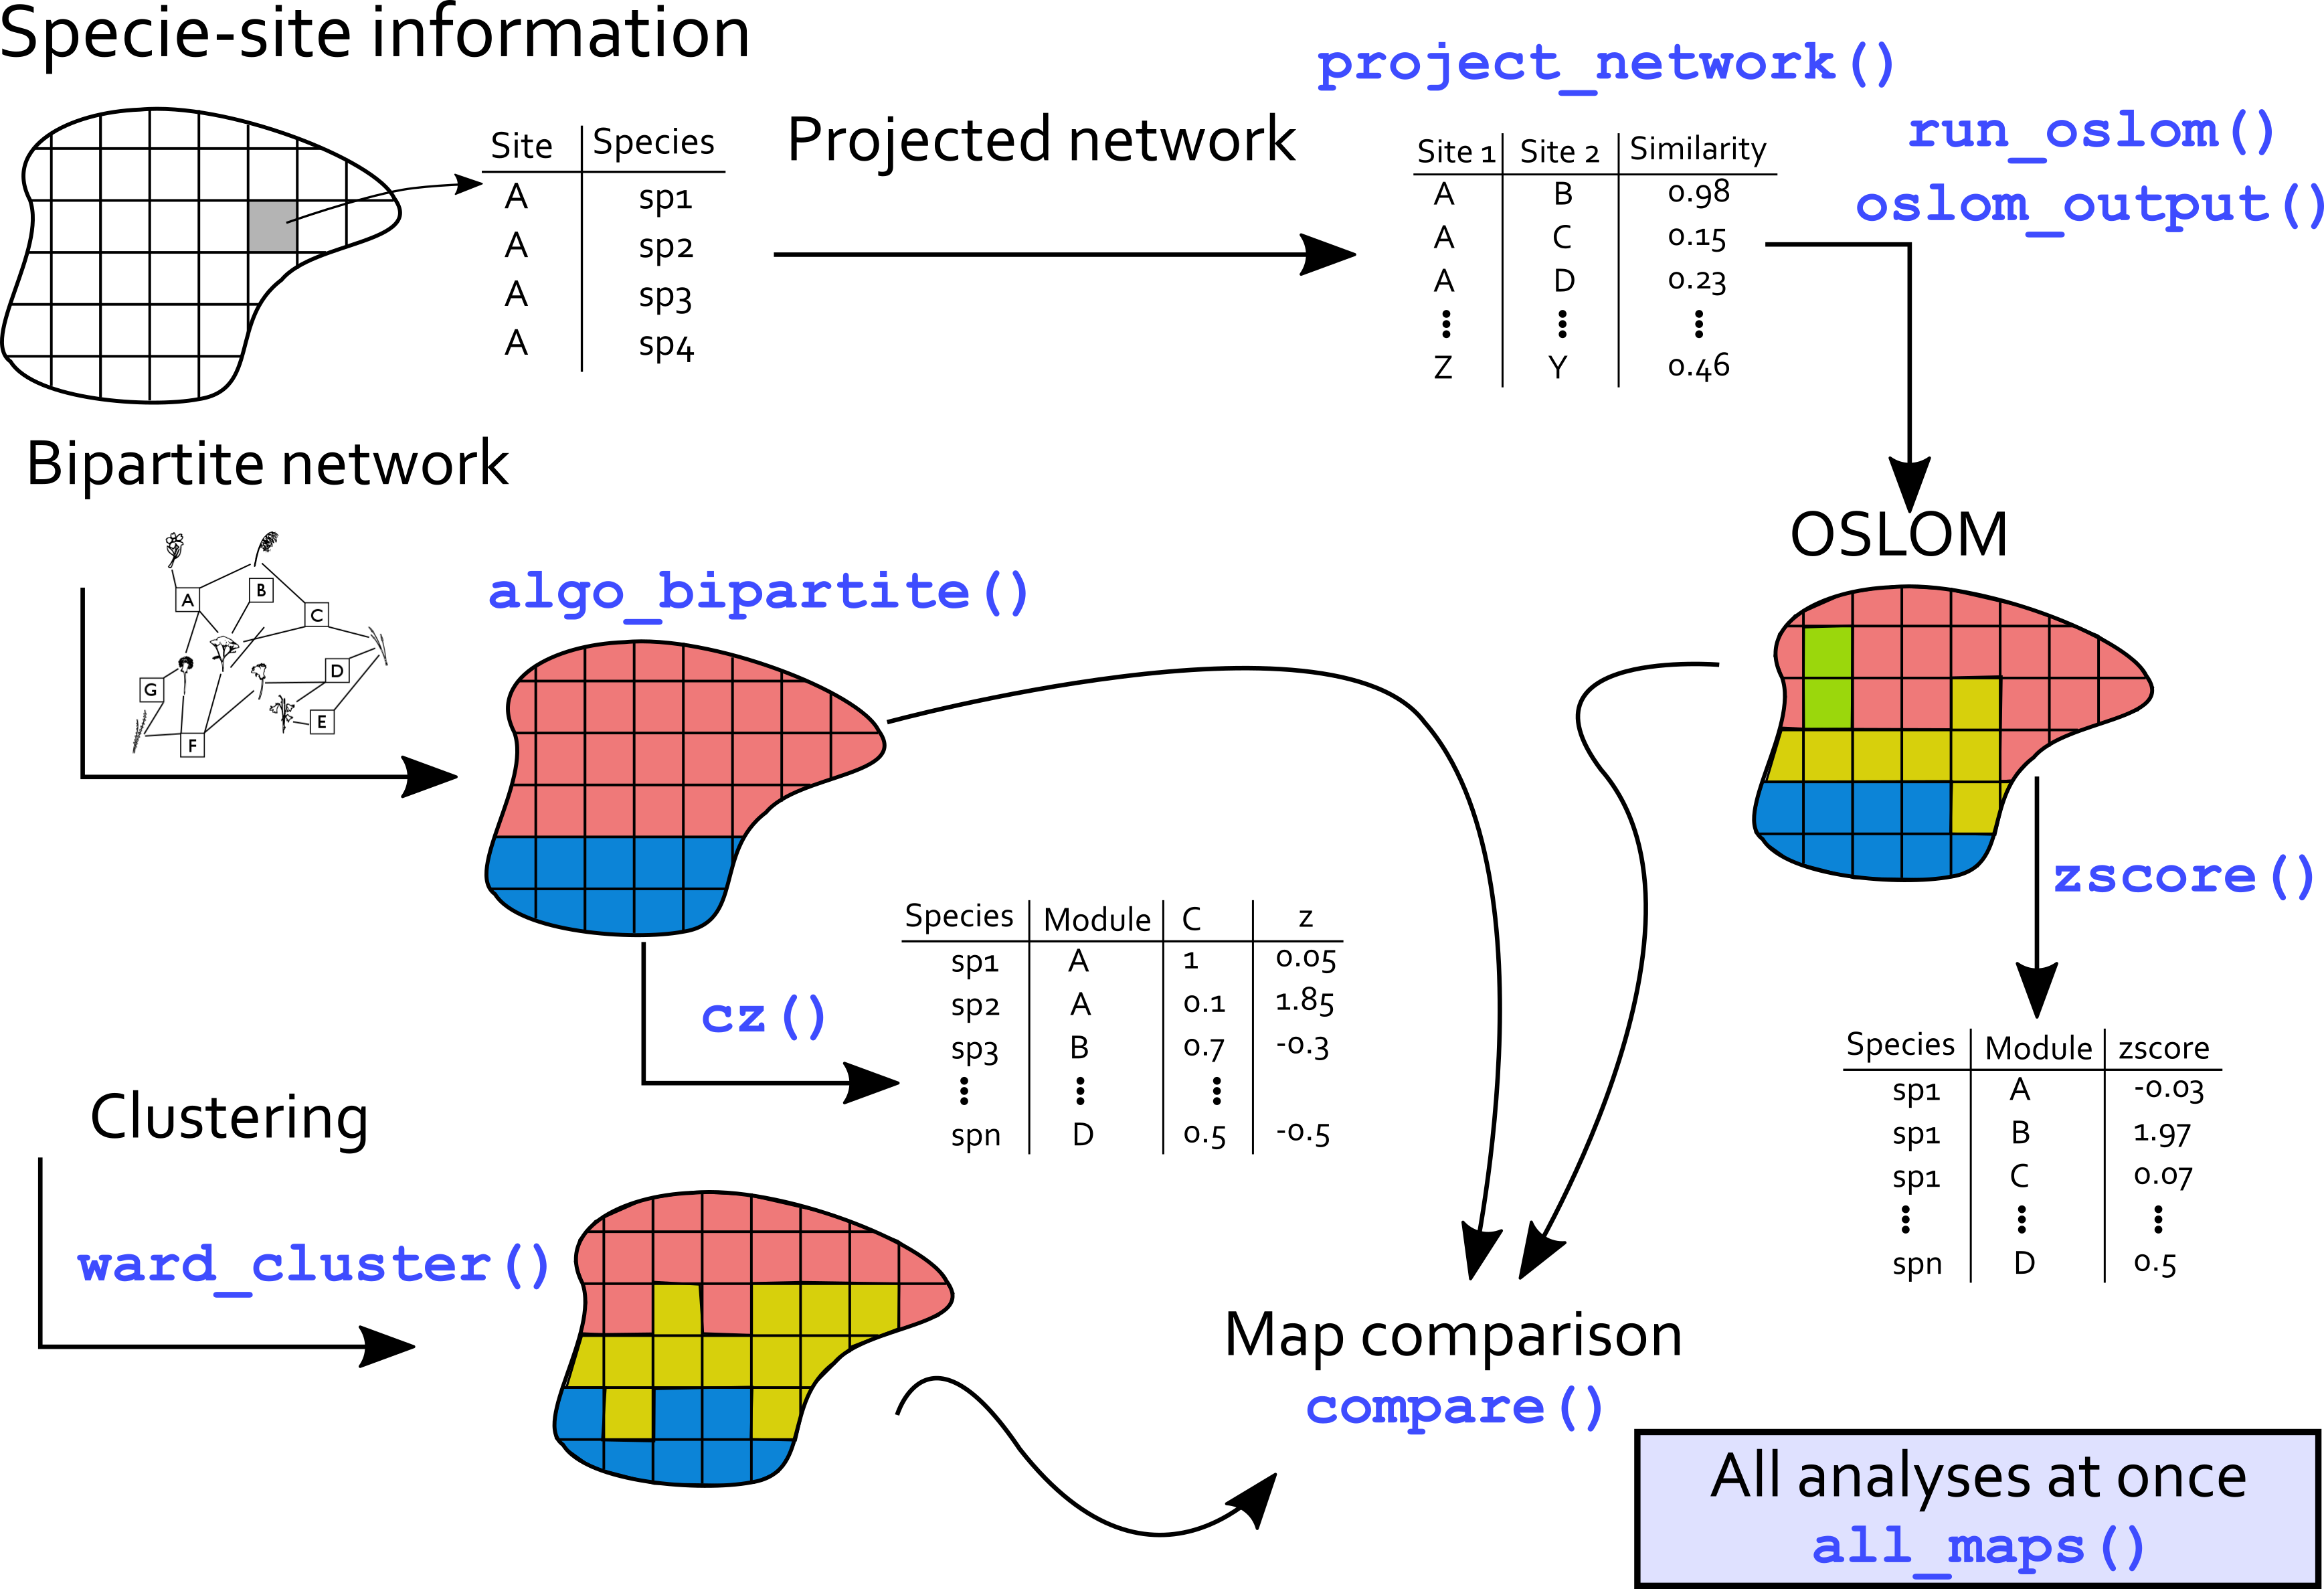 Specie-site information
Site Species
A sp1
A sp2
A sp3
A sp4
Projected network
project_network()
Site 1 Site 2 Similarity
A B 0.98
A C 0.15
A D 0.23
Z Y 0.46
run_oslom()
oslom_output()
Bipartite network
A
B
C
D
E
F
G
algo_bipartite()
OSLOM
zscore()
cz()
Species Module C z
sp1 A 1 0.05
sp2 A 0.1 1.85
sp3 B 0.7 -0.3
spn D 0.5 -0.5
Species Module zscore
sp1 A -0.03
sp1 B 1.97
sp1 C 0.07
spn D 0.5
Clustering
ward_cluster()
Map comparison
compare()
All analyses at once
all_maps()